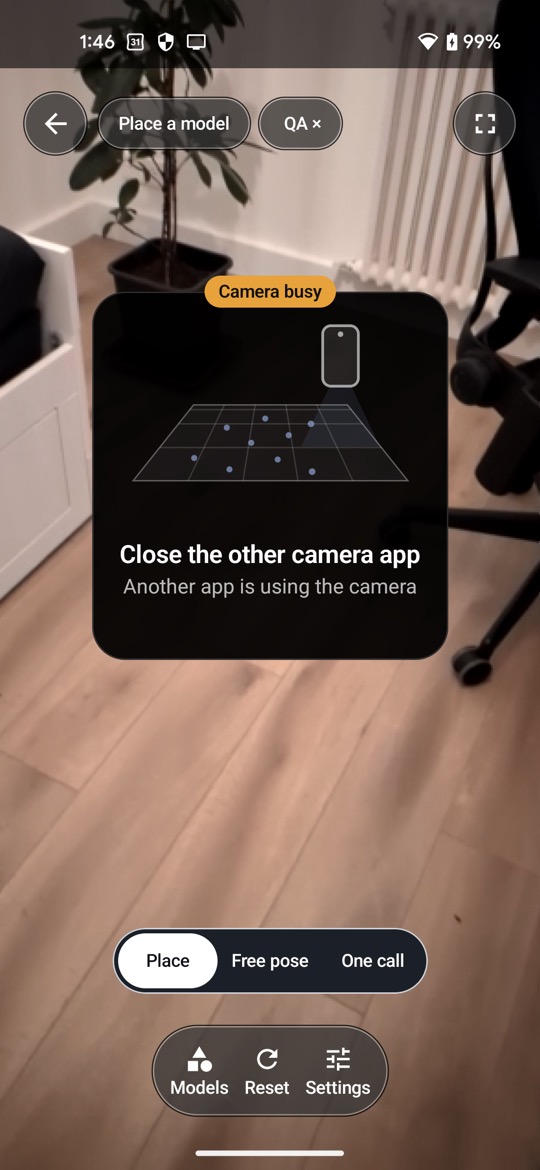 1:46 31 99%
Place a model QA ×
Camera busy
Close the other camera app
Another app is using the camera
Place Free pose One call
Models Reset Settings